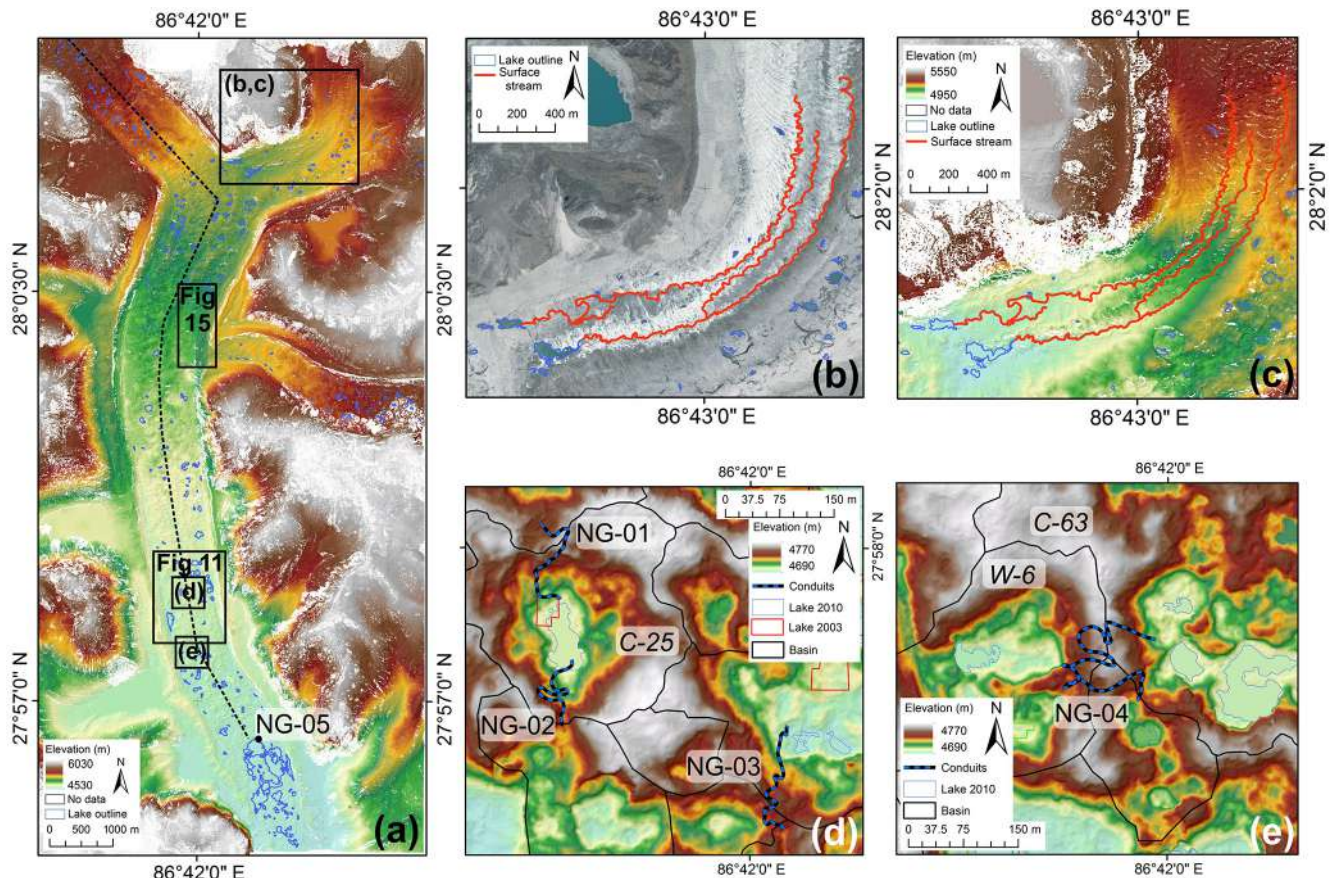 86°42'0" E
(b,c)
28°0'30" N
Fig
15
28°0'30" N
Fig 11
(d)
(e)
27°57'0" N
27°57'0" N
NG-05
Elevation (m)
6030
4530
N
No data
Lake outline
0 500 1000 m
(a)
86°42'0" E
86°43'0" E
Lake outline
Surface
stream
N
0 200 400 m
(b)
86°43'0" E
86°43'0" E
Elevation (m)
5550
4950
N
No data
Lake outline
Surface stream
0 200 400 m
28°2'0" N
28°2'0" N
(c)
86°43'0" E
86°42'0" E
0 37.5 75 150 m
Elevation (m)
N
4770
4690
Conduits
Lake 2010
Lake 2003
Basin
NG-01
C-25
NG-02
NG-03
(d)
86°42'0" E
27°58'0" N
27°58'0" N
86°42'0" E
C-63
W-6
NG-04
Elevation (m)
N
4770
4690
Conduits
Lake 2010
Basin
0 37.5 75 150 m
(e)
86°42'0" E